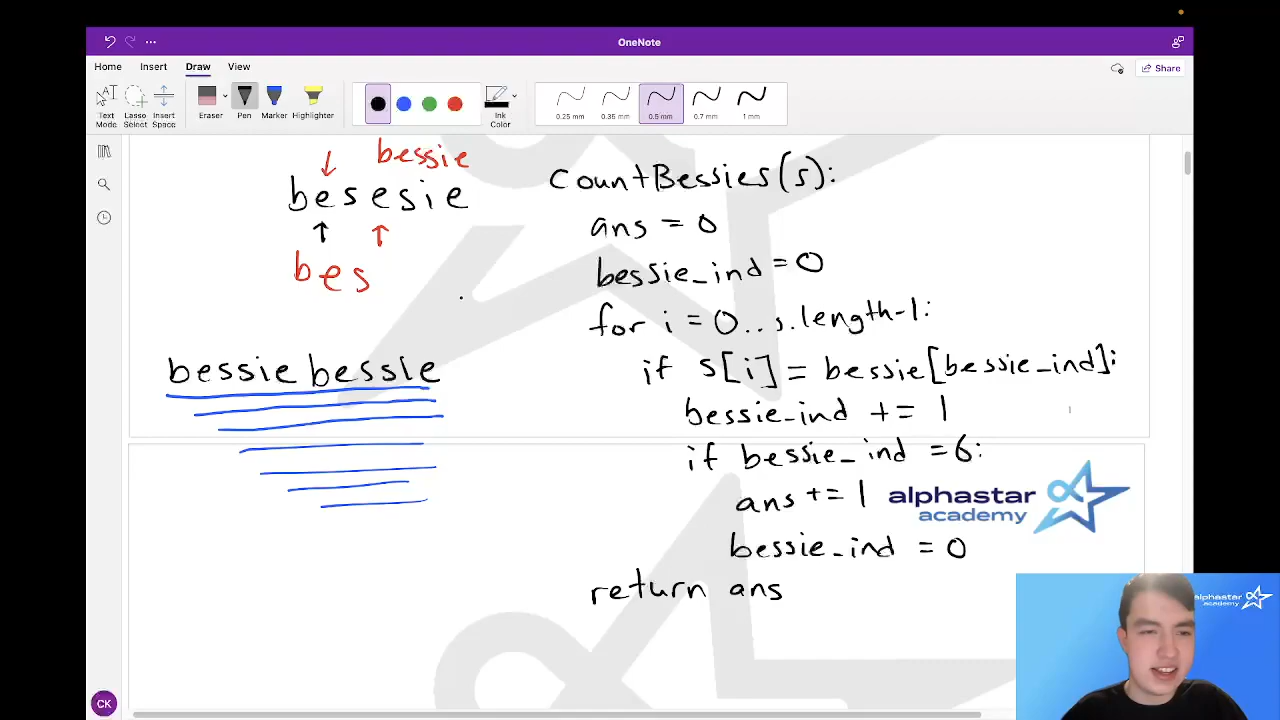 OneNote
Home Insert Draw View
Share
Text Mode
Lasso Select
Insert Space
Eraser
Pen
Marker
Highlighter
Ink Color
0.25 mm
0.35 mm
0.5 mm
0.7 mm
1 mm
bessie
besesie
bes
bessiebessie
countBessies(s):
ans = 0
bessie_ind = 0
for i = 0..s.length-1:
if s[i] = bessie[bessie_ind]:
bessie_ind += 1
if bessie_ind = 6:
ans += 1
bessie_ind = 0
return ans
alphastar
academy
alphastar
academy
CK